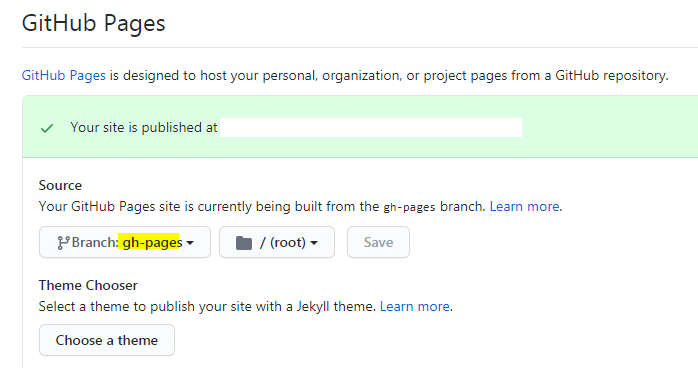 GitHub Pages
GitHub Pages is designed to host your personal, organization, or project pages from a GitHub repository.
Your site is published at
Source
Your GitHub Pages site is currently being built from the gh-pages branch. Learn more.
Branch: gh-pages / (root) Save
Theme Chooser
Select a theme to publish your site with a Jekyll theme. Learn more.
Choose a theme